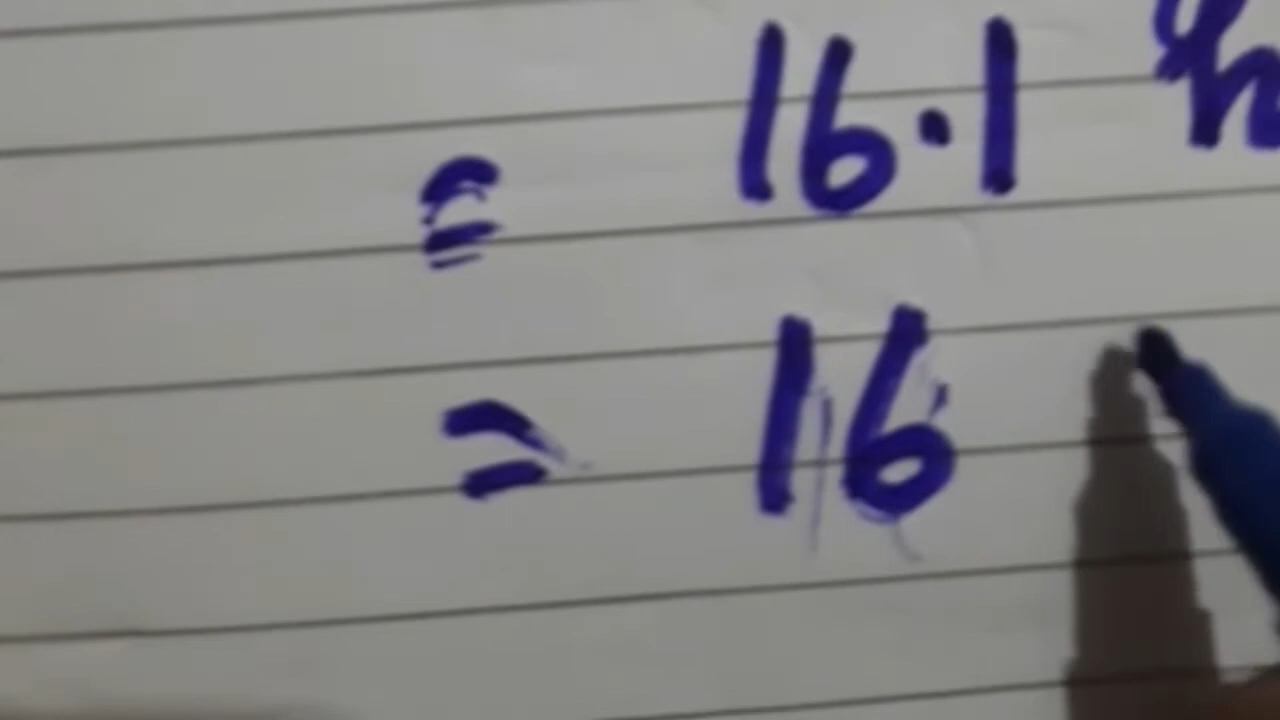 = 16.1 h
= 16